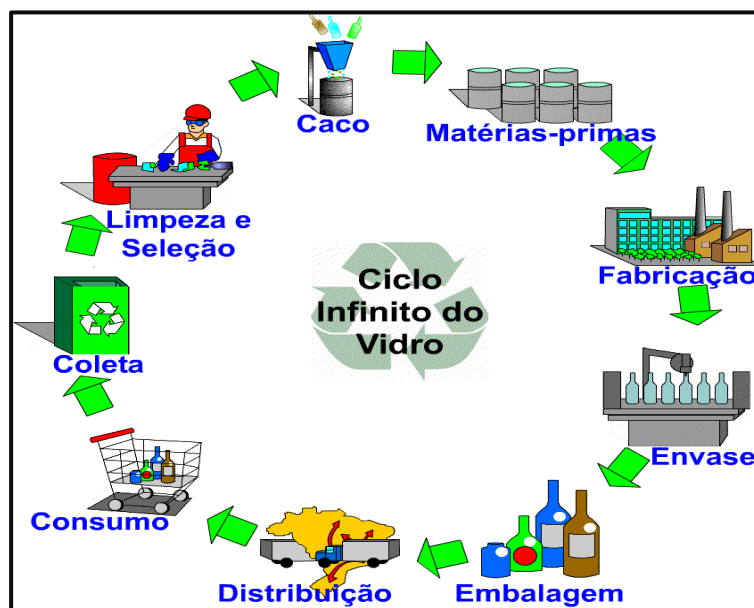 Caco
Matérias-primas
Limpeza e
Seleção
Fabricação
Ciclo
Infinito do
Vidro
Coleta
Envase
Consumo
Distribuição
Embalagem